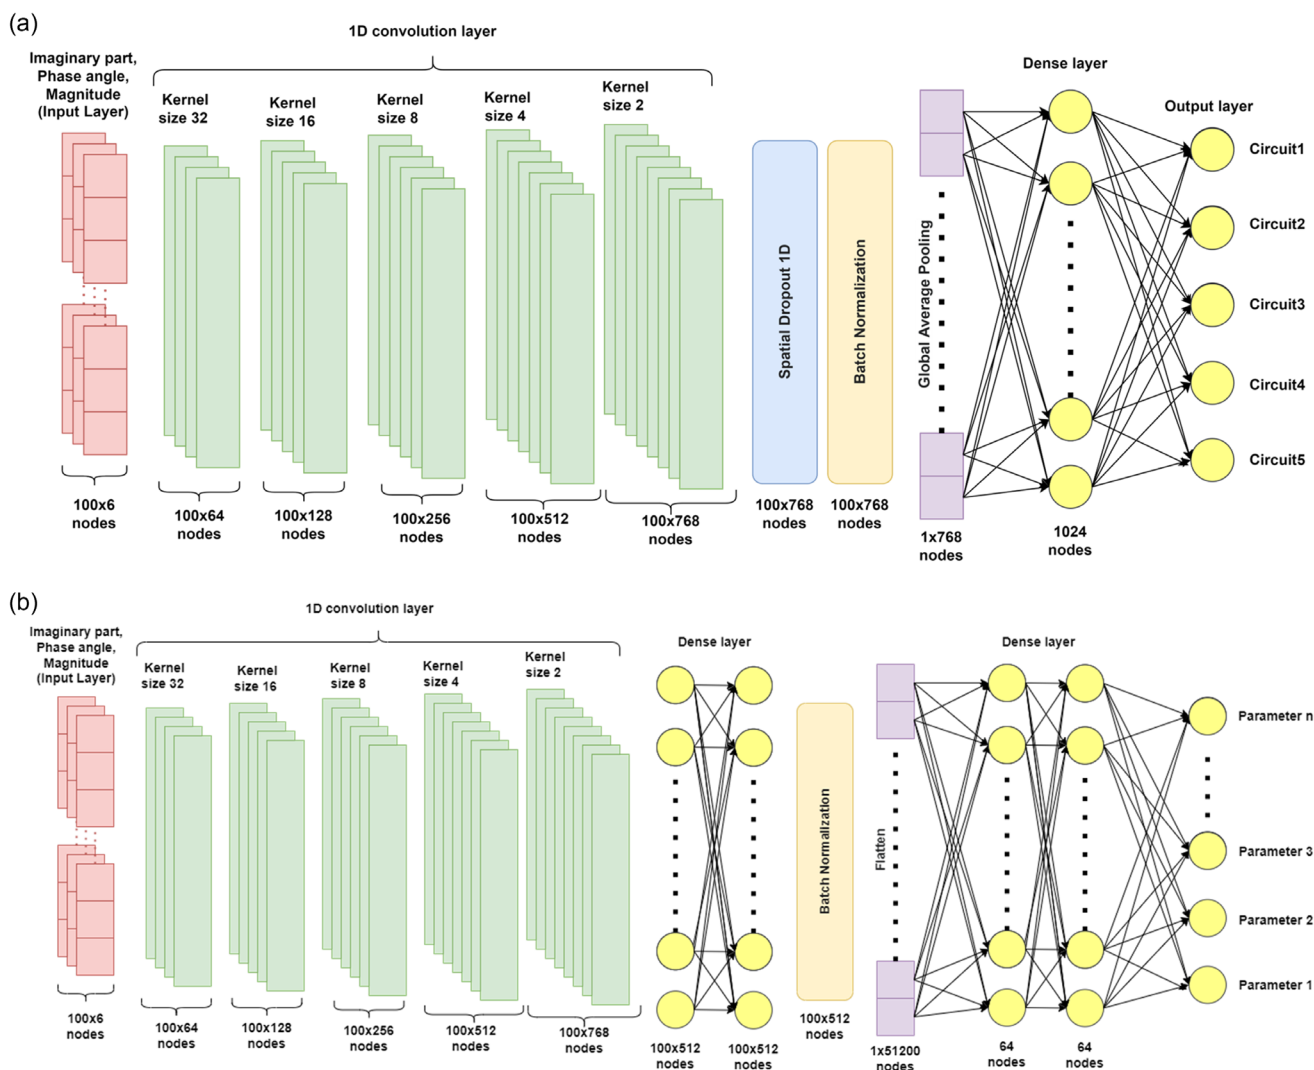 (a)
1D convolution layer
Imaginary part,
Phase angle,
Magnitude
(Input Layer)
Kernel
size 32
Kernel
size 16
Kernel
size 8
Kernel
size 4
Kernel
size 2
Spatial Dropout 1D
Batch Normalization
Global Average Pooling
Dense layer
Output layer
Circuit1
Circuit2
Circuit3
Circuit4
Circuit5
100x6
nodes
100x64
nodes
100x128
nodes
100x256
nodes
100x512
nodes
100x768
nodes
100x768
nodes
100x768
nodes
1x768
nodes
1024
nodes
(b)
1D convolution layer
Imaginary part,
Phase angle,
Magnitude
(Input Layer)
Kernel
size 32
Kernel
size 16
Kernel
size 8
Kernel
size 4
Kernel
size 2
Dense layer
Batch Normalization
Flatten
Dense layer
Parameter n
Parameter 3
Parameter 2
Parameter 1
100x6
nodes
100x64
nodes
100x128
nodes
100x256
nodes
100x512
nodes
100x768
nodes
100x512
nodes
100x512
nodes
100x512
nodes
1x51200
nodes
64
nodes
64
nodes